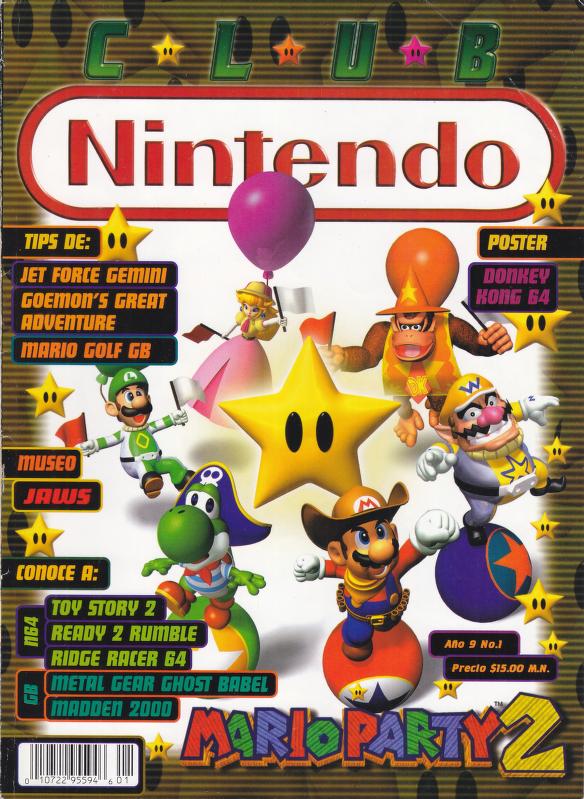 CLUB
Nintendo
TIPS DE:
JET FORCE GEMINI
GOEMON'S GREAT
ADVENTURE
MARIO GOLF GB
POSTER
DONKEY
KONG 64
DK
W
M
MUSEO
JAWS
CONOCE A:
N64
TOY STORY 2
READY 2 RUMBLE
RIDGE RACER 64
GB
METAL GEAR GHOST BABEL
MADDEN 2000
Año 9 No.1
Precio $15.00 M.N.
MARIO PARTY 2™
0 10722 95594 6 01